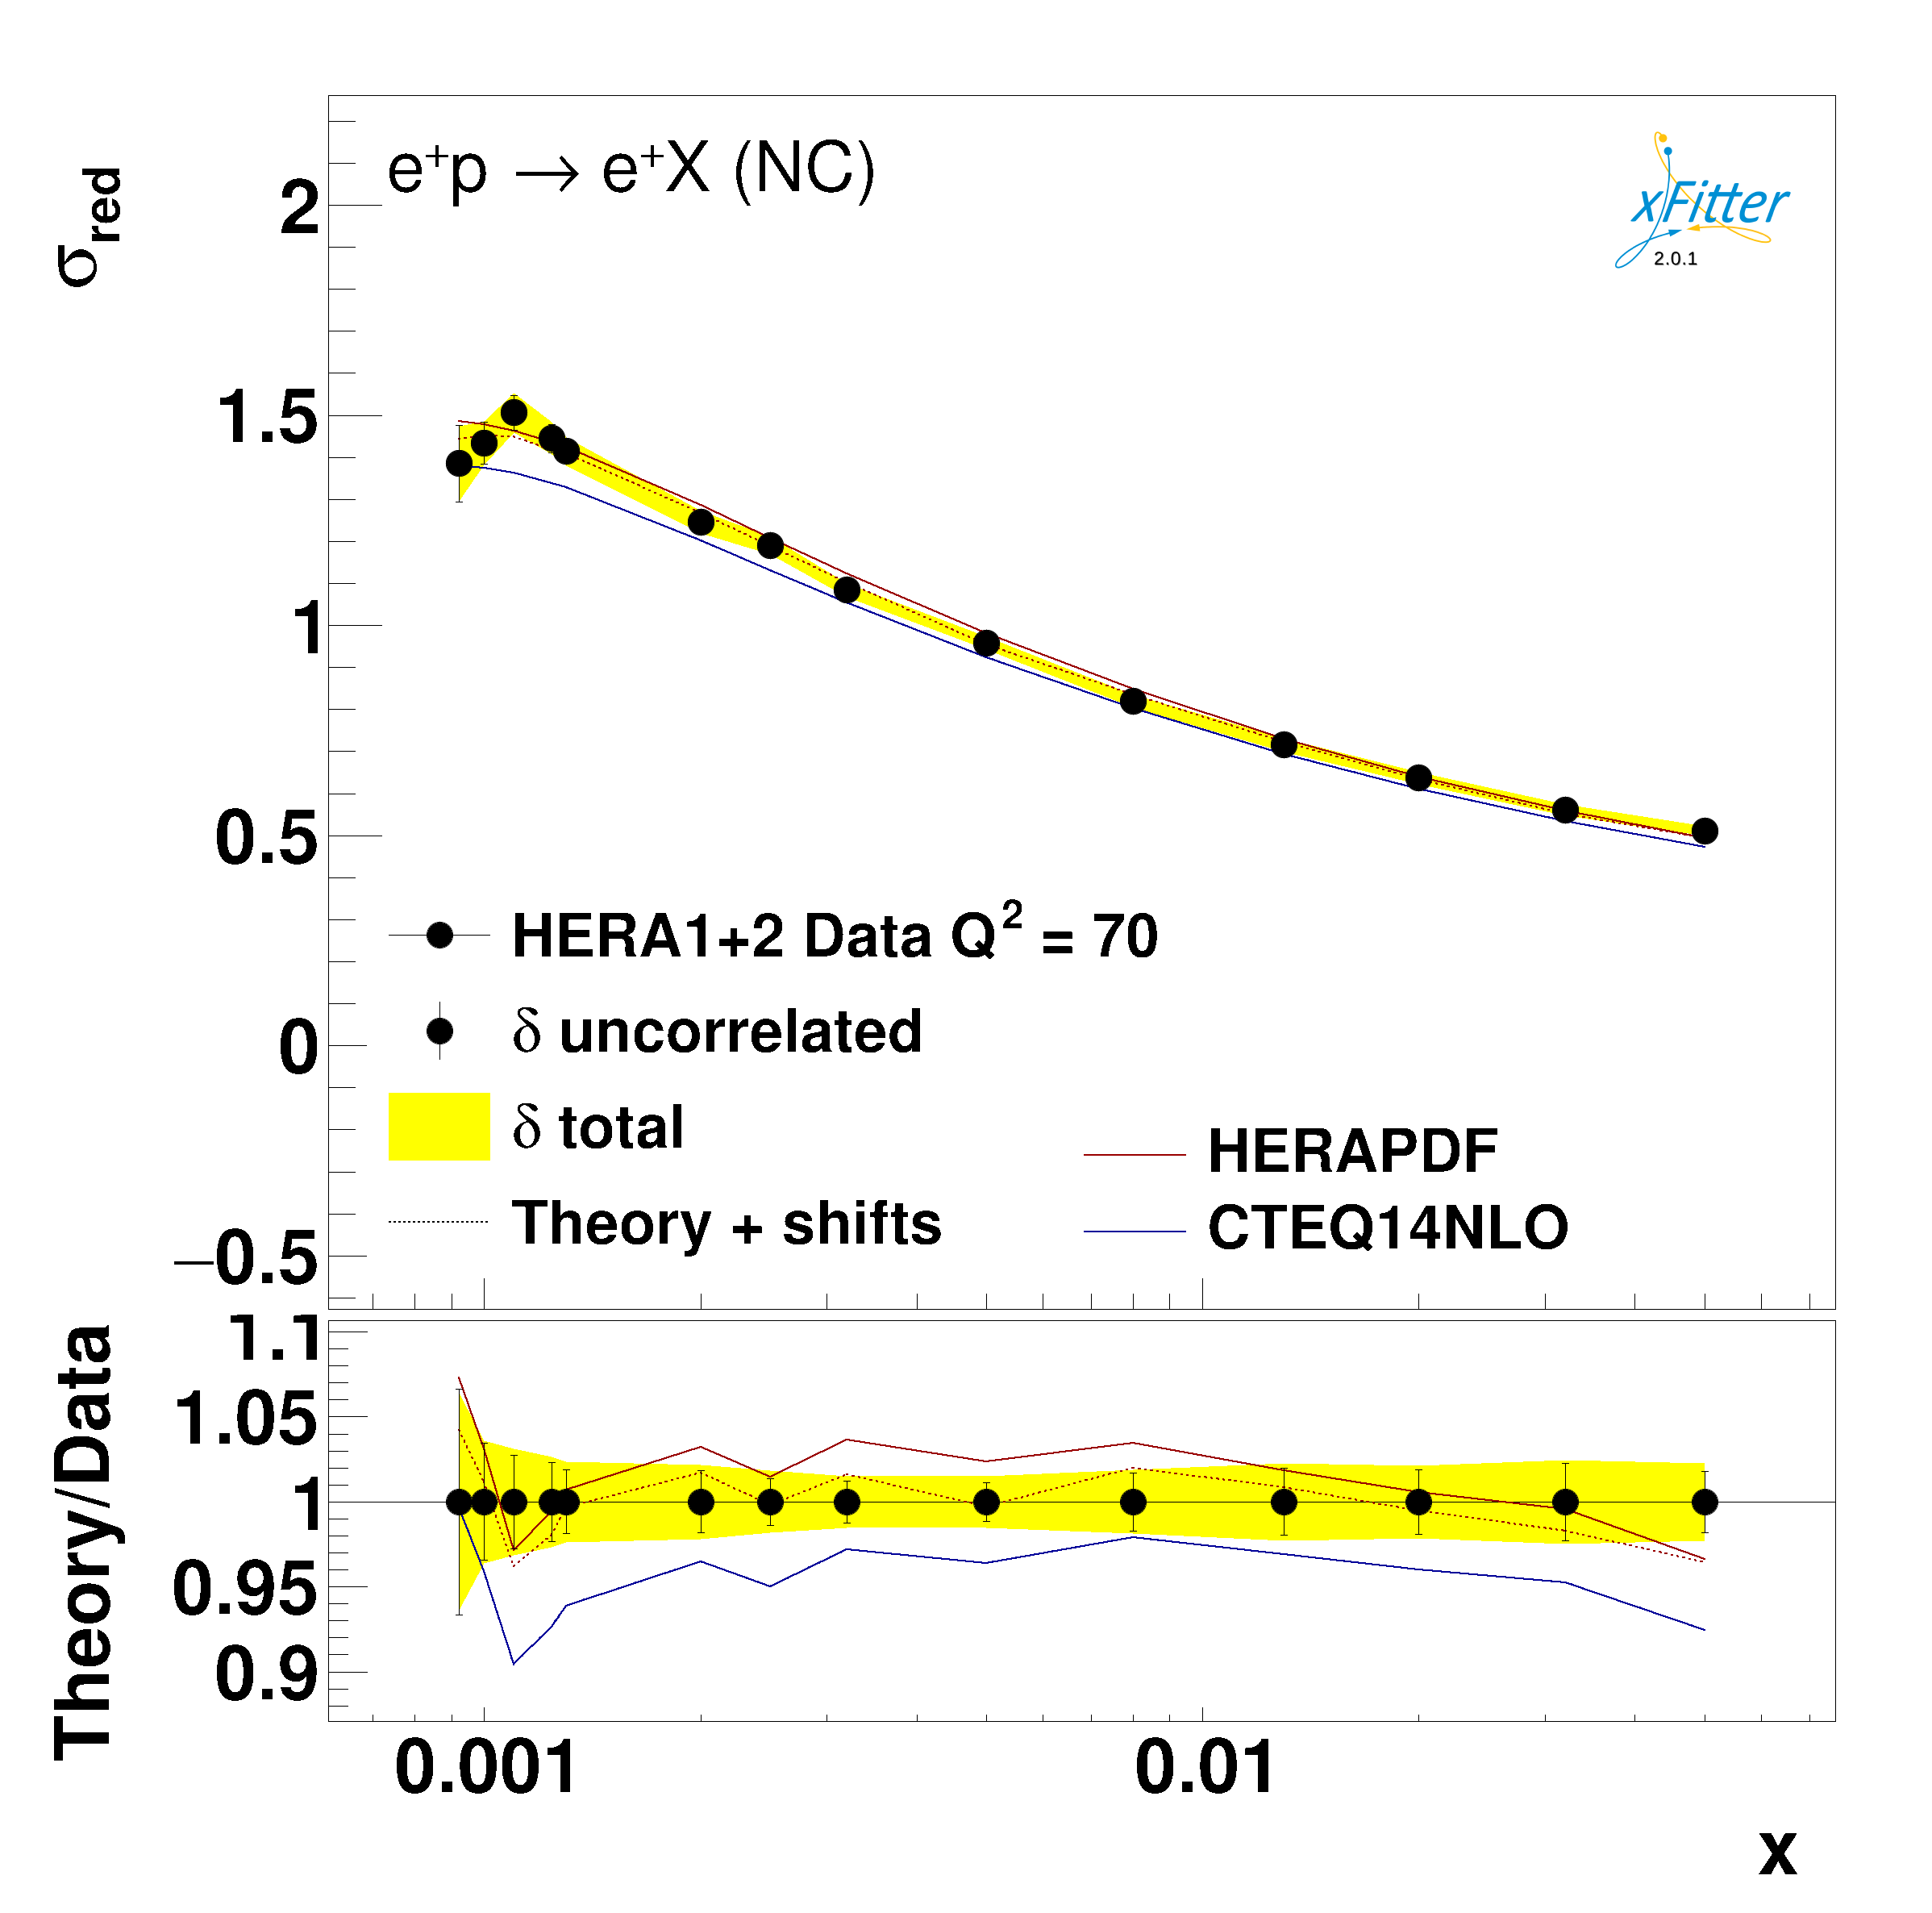 e⁺p → e⁺X (NC)
xFitter
2.0.1
σred
2
1.5
1
0.5
0
−0.5
HERA1+2 Data Q² = 70
δ uncorrelated
δ total
Theory + shifts
HERAPDF
CTEQ14NLO
Theory/Data
1.1
1.05
1
0.95
0.9
0.001
0.01
x